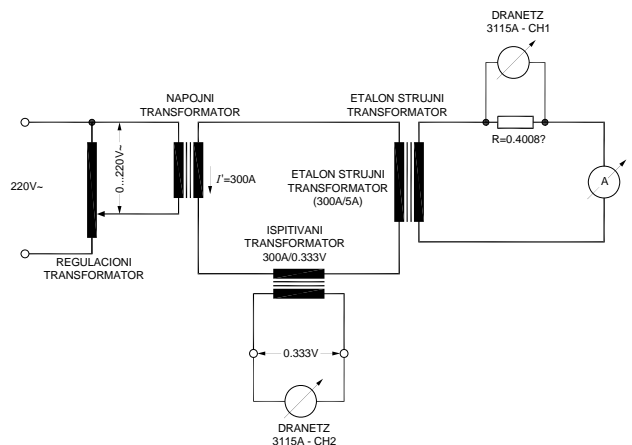 DRANETZ
3115A - CH1
NAPOJNI
TRANSFORMATOR
ETALON STRUJNI
TRANSFORMATOR
R=0.4008?
0...220V~
220V~
I'=300A
ETALON STRUJNI
TRANSFORMATOR
(300A/5A)
A
ISPITIVANI
TRANSFORMATOR
300A/0.333V
REGULACIONI
TRANSFORMATOR
0.333V
DRANETZ
3115A - CH2